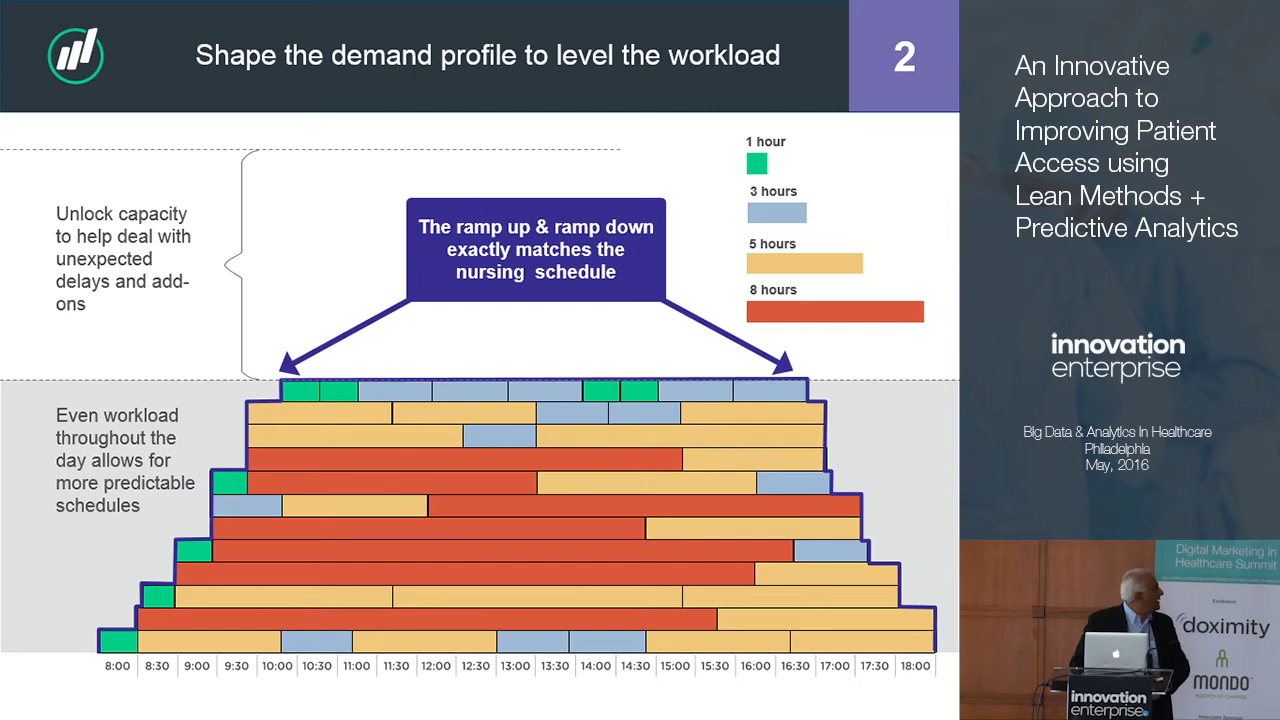 Shape the demand profile to level the workload
2
An Innovative
Approach to
Improving Patient
Access using
Lean Methods +
Predictive Analytics
innovation
enterprise
Big Data & Analytics In Healthcare
Philadelphia
May, 2016
1 hour
3 hours
5 hours
8 hours
Unlock capacity
to help deal with
unexpected
delays and add-
ons
The ramp up & ramp down
exactly matches the
nursing schedule
Even workload
throughout the
day allows for
more predictable
schedules
8:00 8:30 9:00 9:30 10:00 10:30 11:00 11:30 12:00 12:30 13:00 13:30 14:00 14:30 15:00 15:30 16:00 16:30 17:00 17:30 18:00
Digital Marketing in
Healthcare Summit
Exhibitors
doximity
MONDO
AGENTS OF CHANGE
Associate Sponsor
innovation
enterprise.